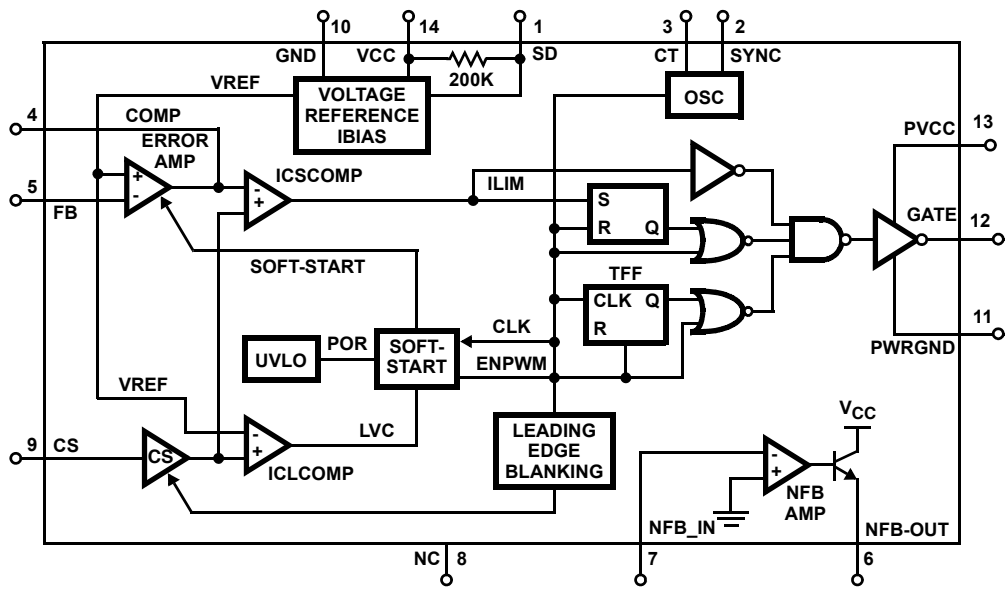 10
14
1
3
2
GND
VCC
SD
CT
SYNC
200K
VREF
VOLTAGE
REFERENCE
IBIAS
OSC
4
COMP
ERROR
AMP
13
PVCC
+
-
5
FB
ICSCOMP
-
+
ILIM
S
R
Q
GATE
12
SOFT-START
TFF
CLK
Q
R
11
PWRGND
CLK
POR
UVLO
SOFT-
START
ENPWM
VREF
9
CS
CS
-
+
ICLCOMP
LVC
LEADING
EDGE
BLANKING
VCC
-
+
NFB
AMP
NFB_IN
NFB-OUT
NC
8
7
6